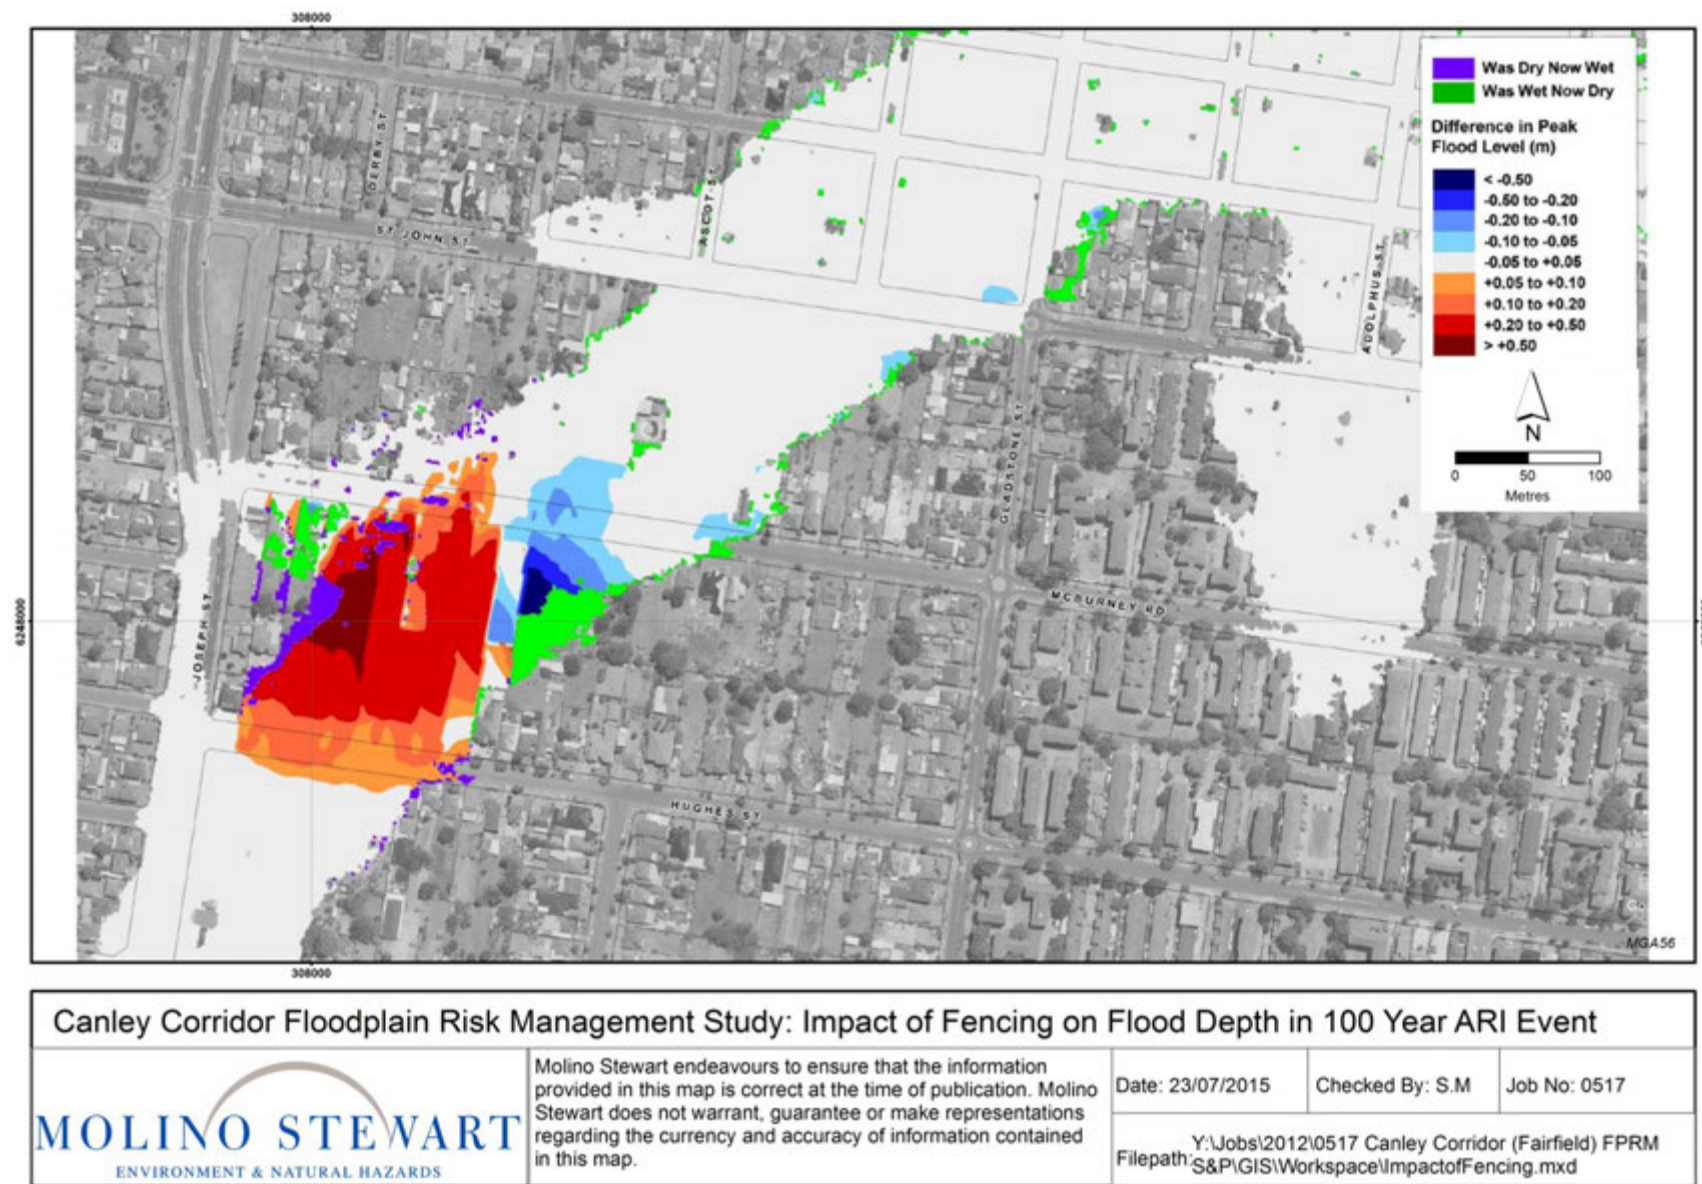 308000
Was Dry Now Wet
Was Wet Now Dry
Difference in Peak
Flood Level (m)
< -0.50
-0.50 to -0.20
-0.20 to -0.10
-0.10 to -0.05
-0.05 to +0.05
+0.05 to +0.10
+0.10 to +0.20
+0.20 to +0.50
> +0.50
N
0 50 100
Metres
DERBY ST
ST JOHN ST
ASCOT ST
ADOLPHUS ST
GLADSTONE ST
MCBURNEY RD
JOSEPH ST
HUGHES ST
6248000
MGA56
308000
Canley Corridor Floodplain Risk Management Study: Impact of Fencing on Flood Depth in 100 Year ARI Event
MOLINO STEWART
ENVIRONMENT & NATURAL HAZARDS
Molino Stewart endeavours to ensure that the information
provided in this map is correct at the time of publication. Molino
Stewart does not warrant, guarantee or make representations
regarding the currency and accuracy of information contained
in this map.
Date: 23/07/2015
Checked By: S.M
Job No: 0517
Filepath: Y:\Jobs\2012\0517 Canley Corridor (Fairfield) FPRM
S&P\GIS\Workspace\ImpactofFencing.mxd